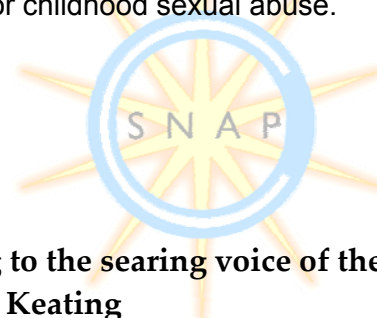 or childhood sexual abuse.
S N A P
to the searing voice of the
Keating